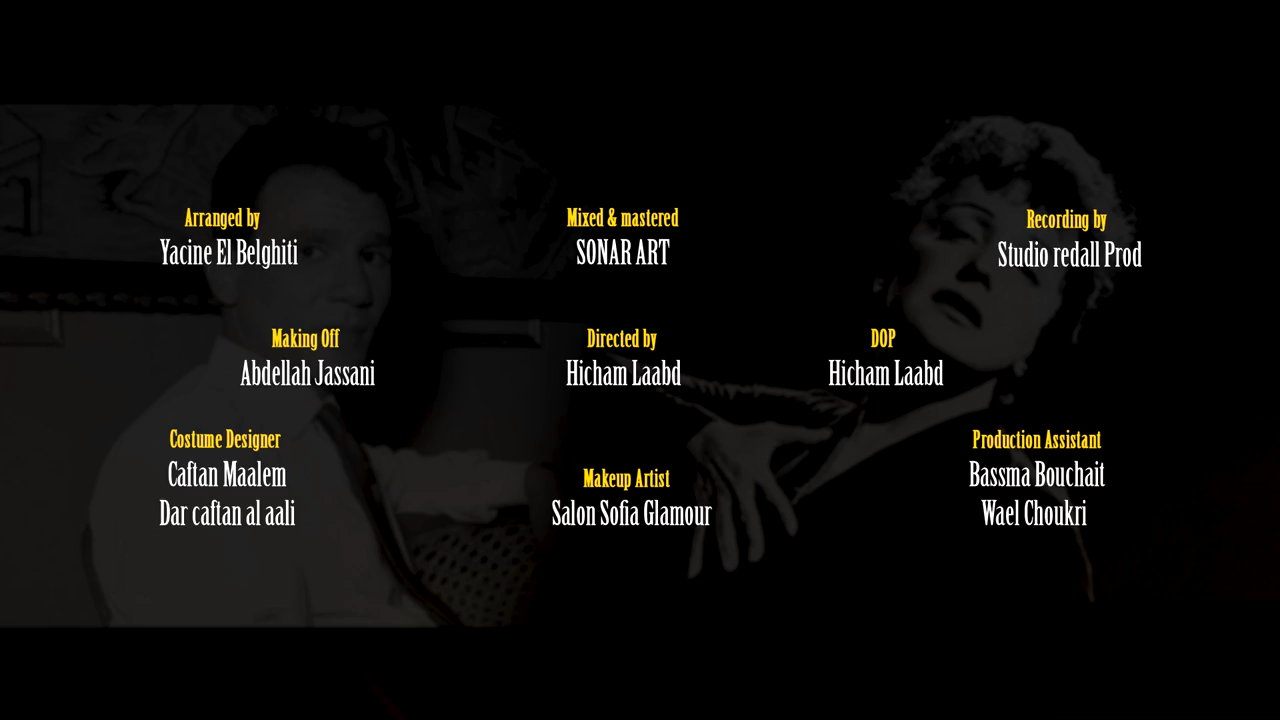 Arranged by
Yacine El Belghiti
Mixed & mastered
SONAR ART
Recording by
Studio redall Prod
Making Off
Abdellah Jassani
Directed by
Hicham Laabd
DOP
Hicham Laabd
Costume Designer
Caftan Maalem
Dar caftan al aali
Makeup Artist
Salon Sofia Glamour
Production Assistant
Bassma Bouchait
Wael Choukri